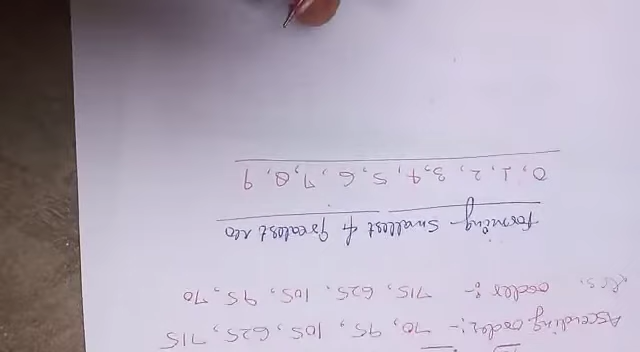 Ascending order:- 70, 95, 105, 625, 715
order:- 715, 625, 105, 95, 70
forming smallest & greatest no
0, 1, 2, 3, 4, 5, 6, 7, 8, 9